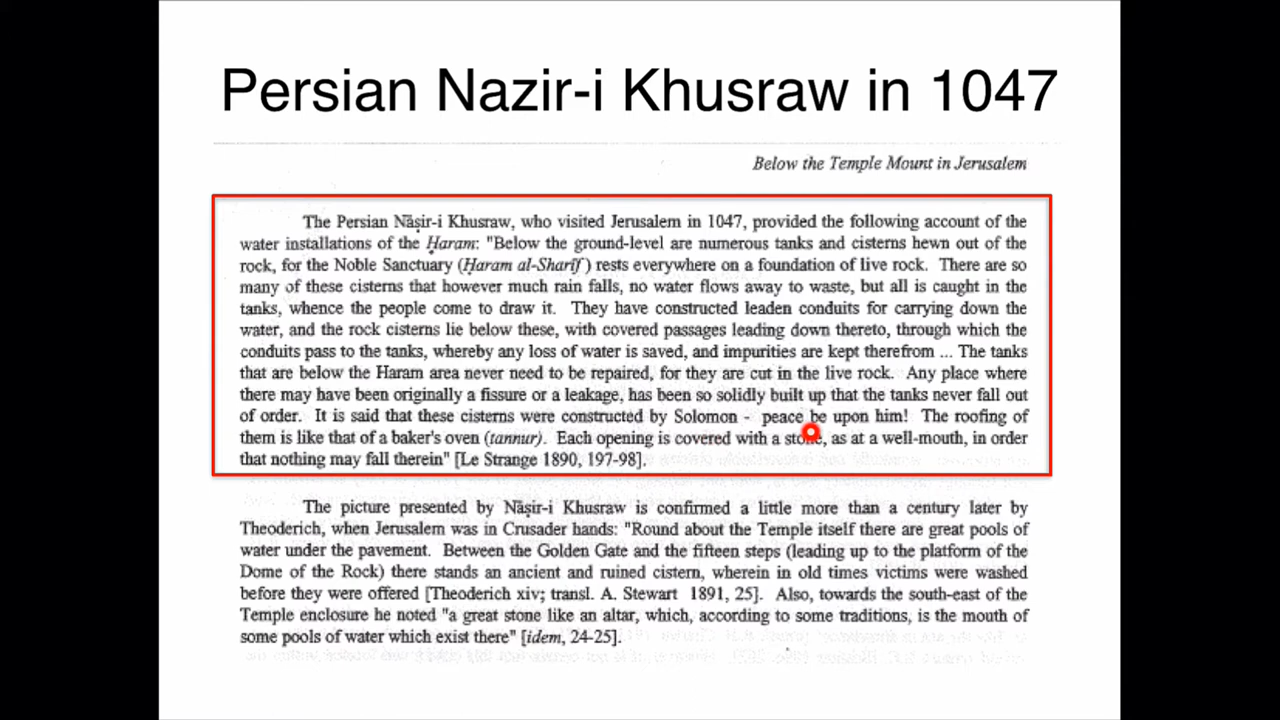 Persian Nazir-i Khusraw in 1047
Below the Temple Mount in Jerusalem
The Persian Nāṣir-i Khusraw, who visited Jerusalem in 1047, provided the following account of the
water installations of the Ḥaram: "Below the ground-level are numerous tanks and cisterns hewn out of the
rock, for the Noble Sanctuary (Ḥaram al-Sharīf) rests everywhere on a foundation of live rock. There are so
many of these cisterns that however much rain falls, no water flows away to waste, but all is caught in the
tanks, whence the people come to draw it. They have constructed leaden conduits for carrying down the
water, and the rock cisterns lie below these, with covered passages leading down thereto, through which the
conduits pass to the tanks, whereby any loss of water is saved, and impurities are kept therefrom ... The tanks
that are below the Haram area never need to be repaired, for they are cut in the live rock. Any place where
there may have been originally a fissure or a leakage, has been so solidly built up that the tanks never fall out
of order. It is said that these cisterns were constructed by Solomon - peace be upon him! The roofing of
them is like that of a baker's oven (tannur). Each opening is covered with a stone, as at a well-mouth, in order
that nothing may fall therein" [Le Strange 1890, 197-98].
The picture presented by Nāṣir-i Khusraw is confirmed a little more than a century later by
Theoderich, when Jerusalem was in Crusader hands: "Round about the Temple itself there are great pools of
water under the pavement. Between the Golden Gate and the fifteen steps (leading up to the platform of the
Dome of the Rock) there stands an ancient and ruined cistern, wherein in old times victims were washed
before they were offered [Theoderich xiv; transl. A. Stewart 1891, 25]. Also, towards the south-east of the
Temple enclosure he noted "a great stone like an altar, which, according to some traditions, is the mouth of
some pools of water which exist there" [idem, 24-25].